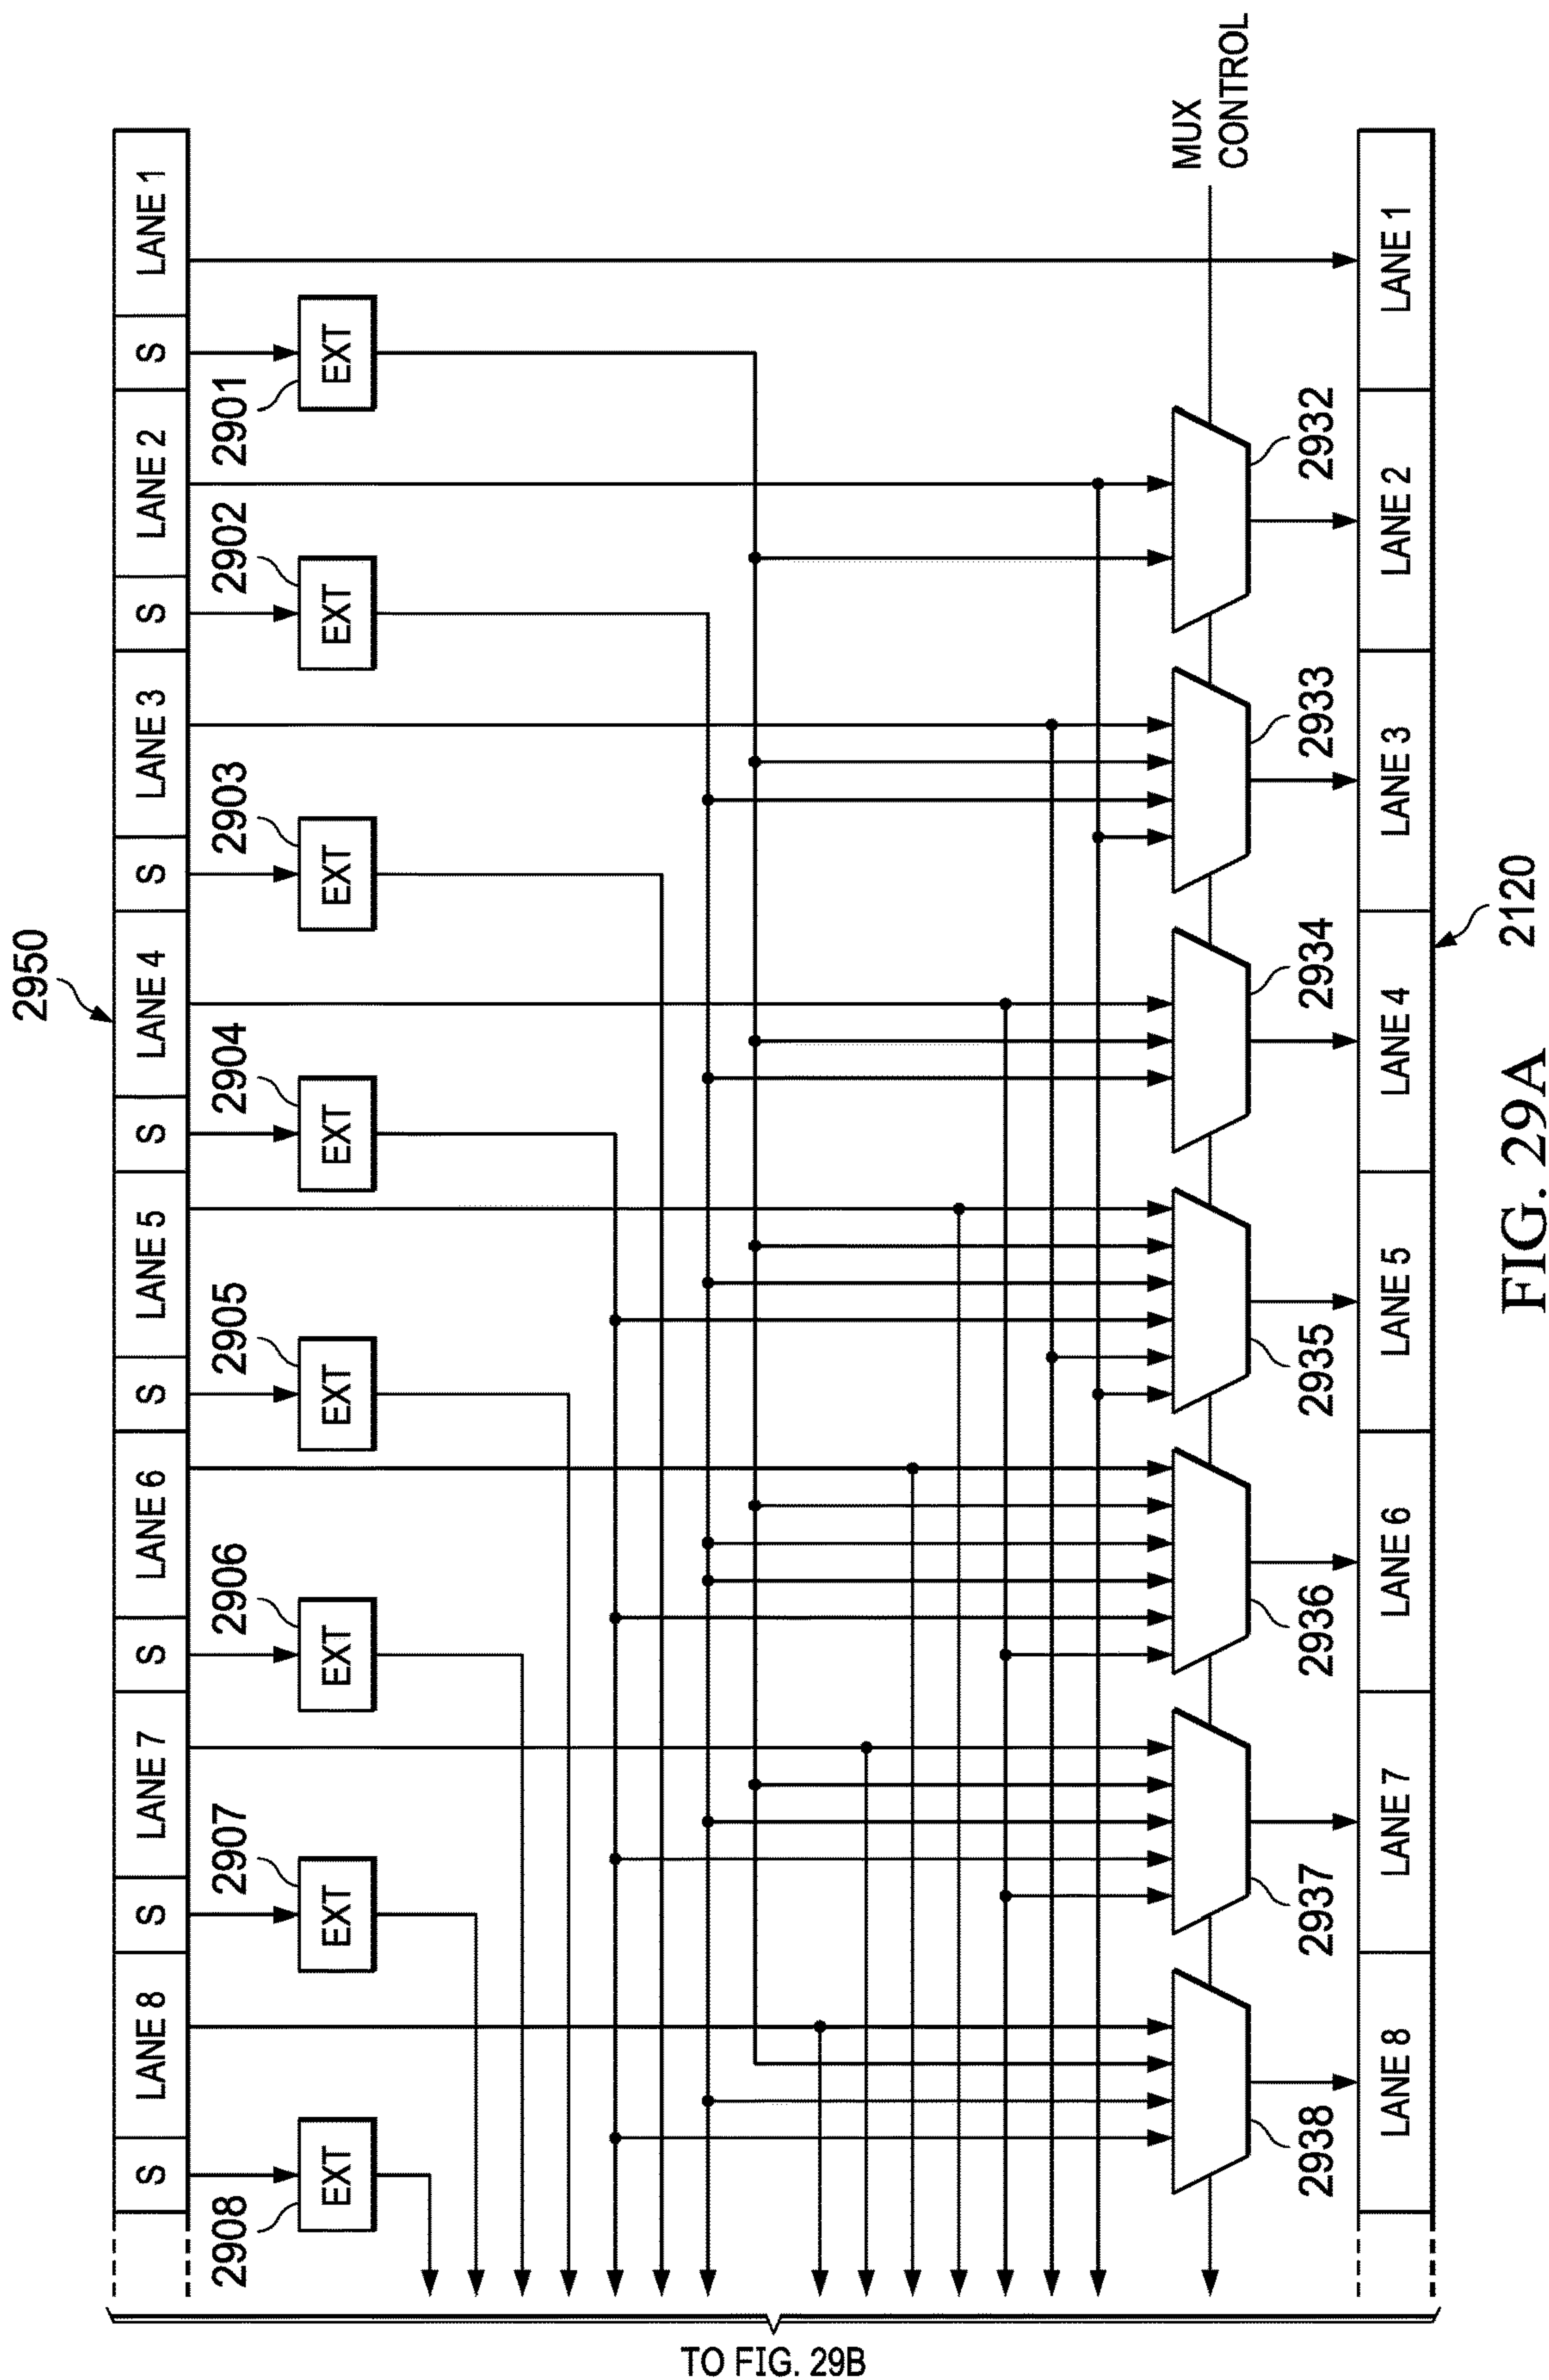 2950
LANE 8
LANE 7
LANE 6
LANE 5
LANE 4
LANE 3
LANE 2
LANE 1
S
S
S
S
S
S
S
S
2908
2907
2906
2905
2904
2903
2902
2901
EXT
EXT
EXT
EXT
EXT
EXT
EXT
EXT
TO FIG. 29B
MUX
CONTROL
2938
2937
2936
2935
2934
2933
2932
LANE 8
LANE 7
LANE 6
LANE 5
LANE 4
LANE 3
LANE 2
LANE 1
2120
FIG. 29A